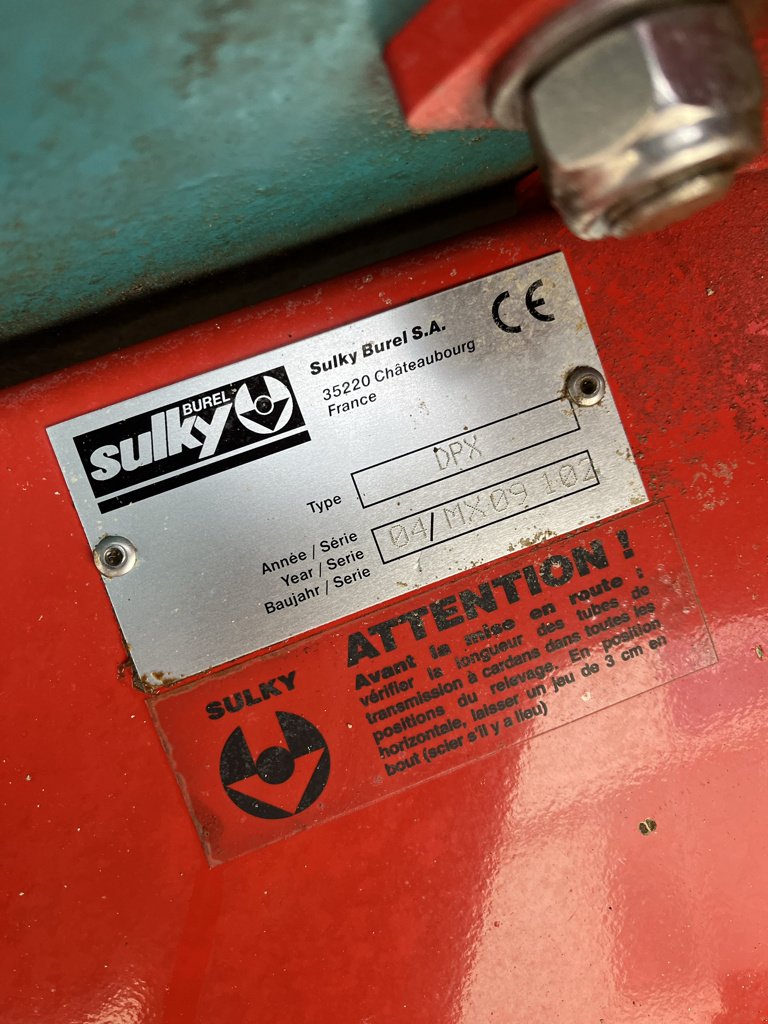 BUREL
sulky
Sulky Burel S.A.
35220 Châteaubourg
France
CE
Type DPX
Année / Série
Year / Serie
Baujahr / Serie
04/MX09 102
SULKY
ATTENTION !
Avant la mise en route :
vérifier la longueur des tubes de
transmission à cardans dans toutes les
positions du relevage. En position
horizontale, laisser un jeu de 3 cm en
bout (scier s'il y a lieu)